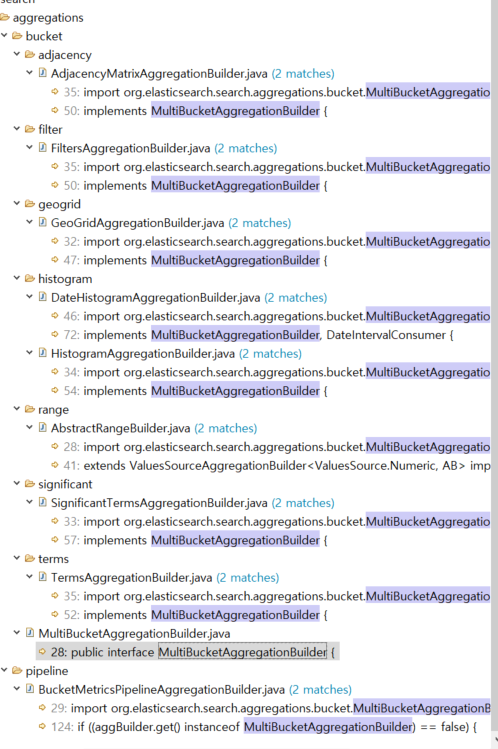 search
aggregations
bucket
adjacency
AdjacencyMatrixAggregationBuilder.java (2 matches)
35: import org.elasticsearch.search.aggregations.bucket.MultiBucketAggregatio
50: implements MultiBucketAggregationBuilder {
filter
FiltersAggregationBuilder.java (2 matches)
35: import org.elasticsearch.search.aggregations.bucket.MultiBucketAggregatio
50: implements MultiBucketAggregationBuilder {
geogrid
GeoGridAggregationBuilder.java (2 matches)
32: import org.elasticsearch.search.aggregations.bucket.MultiBucketAggregatio
47: implements MultiBucketAggregationBuilder {
histogram
DateHistogramAggregationBuilder.java (2 matches)
46: import org.elasticsearch.search.aggregations.bucket.MultiBucketAggregatio
72: implements MultiBucketAggregationBuilder, DateIntervalConsumer {
HistogramAggregationBuilder.java (2 matches)
34: import org.elasticsearch.search.aggregations.bucket.MultiBucketAggregatio
54: implements MultiBucketAggregationBuilder {
range
AbstractRangeBuilder.java (2 matches)
28: import org.elasticsearch.search.aggregations.bucket.MultiBucketAggregatio
41: extends ValuesSourceAggregationBuilder<ValuesSource.Numeric, AB> imp
significant
SignificantTermsAggregationBuilder.java (2 matches)
33: import org.elasticsearch.search.aggregations.bucket.MultiBucketAggregatio
57: implements MultiBucketAggregationBuilder {
terms
TermsAggregationBuilder.java (2 matches)
35: import org.elasticsearch.search.aggregations.bucket.MultiBucketAggregatio
52: implements MultiBucketAggregationBuilder {
MultiBucketAggregationBuilder.java
28: public interface MultiBucketAggregationBuilder {
pipeline
BucketMetricsPipelineAggregationBuilder.java (2 matches)
29: import org.elasticsearch.search.aggregations.bucket.MultiBucketAggregationB
124: if ((aggBuilder.get() instanceof MultiBucketAggregationBuilder) == false) {